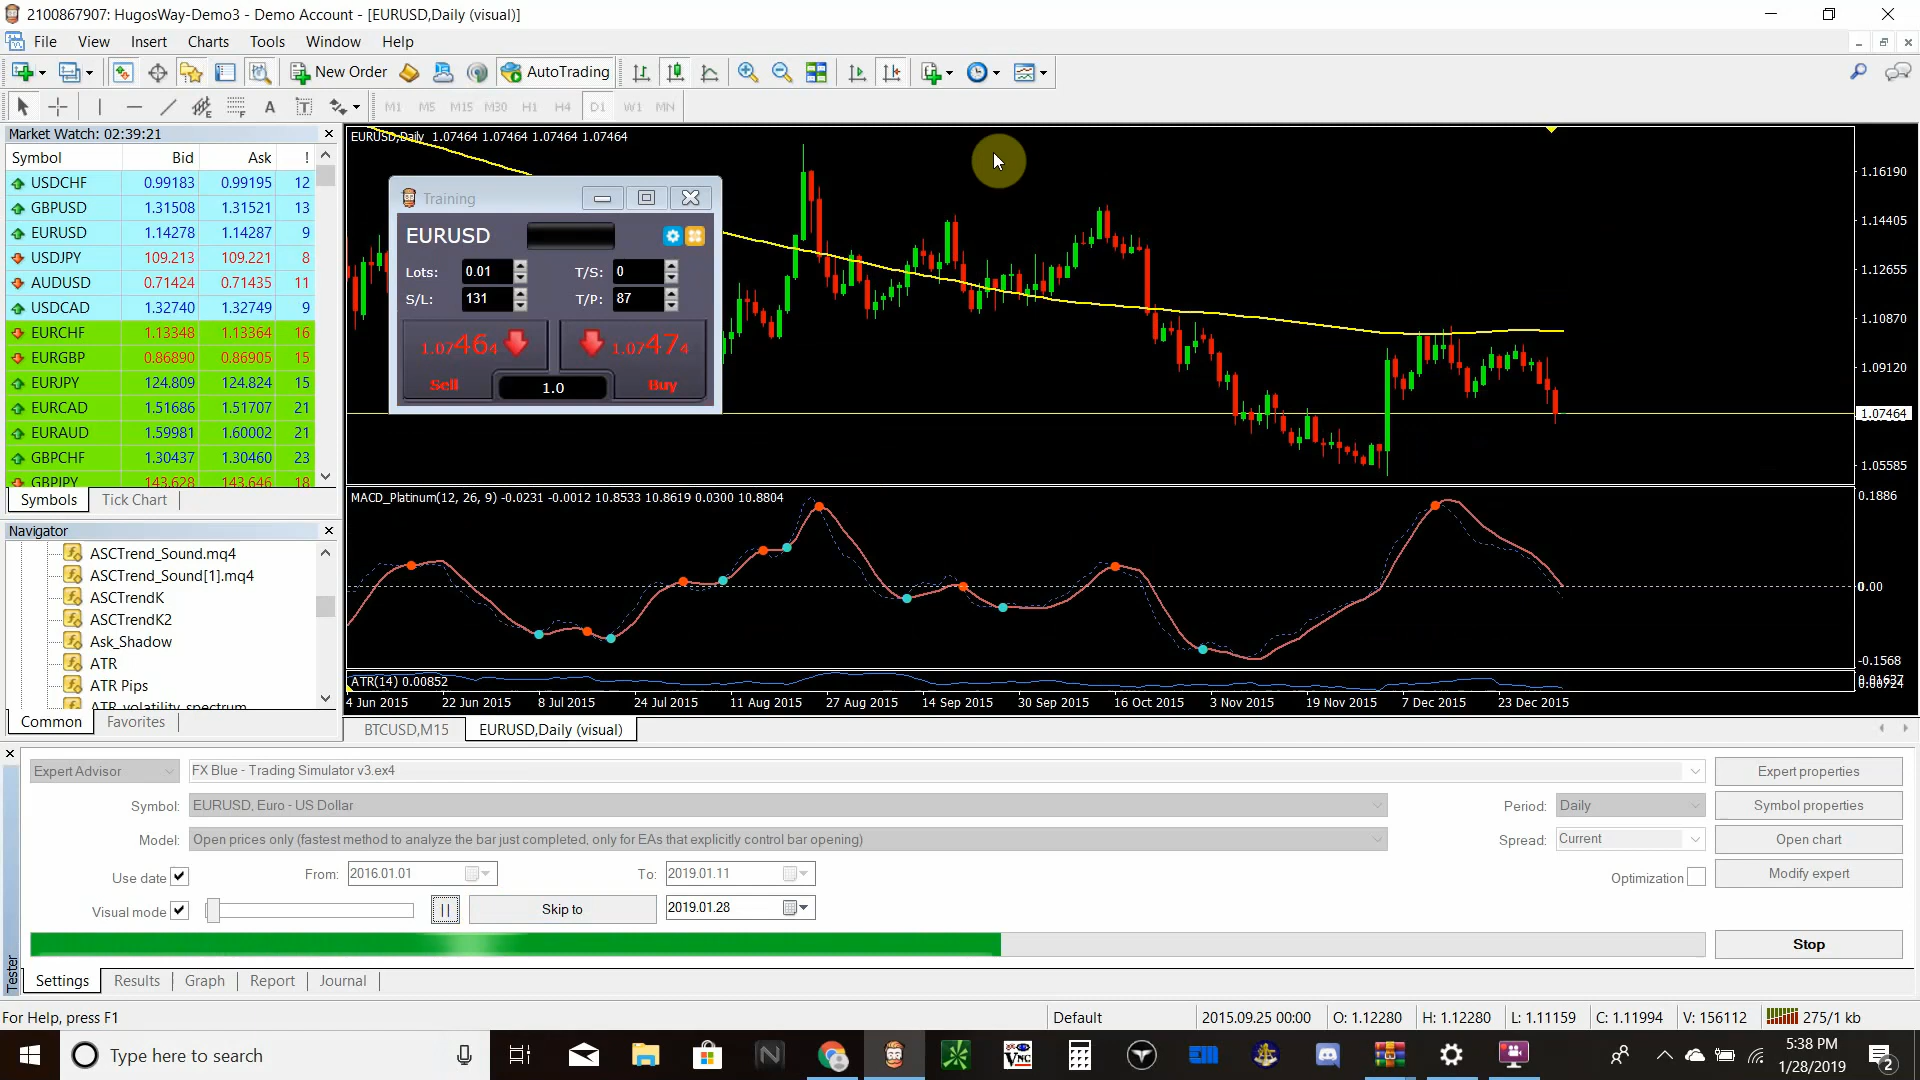 2100867907: HugosWay-Demo3 - Demo Account - [EURUSD,Daily (visual)]
File View Insert Charts Tools Window Help
New Order AutoTrading
A T M1 M5 M15 M30 H1 H4 D1 W1 MN
Market Watch: 02:39:21
Symbol Bid Ask !
USDCHF 0.99183 0.99195 12
GBPUSD 1.31508 1.31521 13
EURUSD 1.14278 1.14287 9
USDJPY 109.213 109.221 8
AUDUSD 0.71424 0.71435 11
USDCAD 1.32740 1.32749 9
EURCHF 1.13348 1.13364 16
EURGBP 0.86890 0.86905 15
EURJPY 124.809 124.824 15
EURCAD 1.51686 1.51707 21
EURAUD 1.59981 1.60002 21
GBPCHF 1.30437 1.30460 23
GBPJPY 143.628 143.646 18
Symbols Tick Chart
Navigator
ASCTrend_Sound.mq4
ASCTrend_Sound[1].mq4
ASCTrendK
ASCTrendK2
Ask_Shadow
ATR
ATR Pips
ATR_volatility_spectrum
Common Favorites
EURUSD,Daily 1.07464 1.07464 1.07464 1.07464
Training
EURUSD
Lots: 0.01 T/S: 0
S/L: 131 T/P: 87
1.07464 1.07474
Sell 1.0 Buy
1.16190
1.14405
1.12655
1.10870
1.09120
1.07464
1.05585
MACD_Platinum(12, 26, 9) -0.0231 -0.0012 10.8533 10.8619 0.0300 10.8804
0.1886
0.00
-0.1568
ATR(14) 0.00852
0.00724
4 Jun 2015 22 Jun 2015 8 Jul 2015 24 Jul 2015 11 Aug 2015 27 Aug 2015 14 Sep 2015 30 Sep 2015 16 Oct 2015 3 Nov 2015 19 Nov 2015 7 Dec 2015 23 Dec 2015
BTCUSD,M15 EURUSD,Daily (visual)
Expert Advisor FX Blue - Trading Simulator v3.ex4 Expert properties
Symbol: EURUSD, Euro - US Dollar Period: Daily Symbol properties
Model: Open prices only (fastest method to analyze the bar just completed, only for EAs that explicitly control bar opening) Spread: Current Open chart
Use date From: 2016.01.01 To: 2019.01.11 Optimization Modify expert
Visual mode Skip to 2019.01.28
Stop
Tester
Settings Results Graph Report Journal
For Help, press F1 Default 2015.09.25 00:00 O: 1.12280 H: 1.12280 L: 1.11159 C: 1.11994 V: 156112 275/1 kb
Type here to search
VNC
5:38 PM
1/28/2019
2